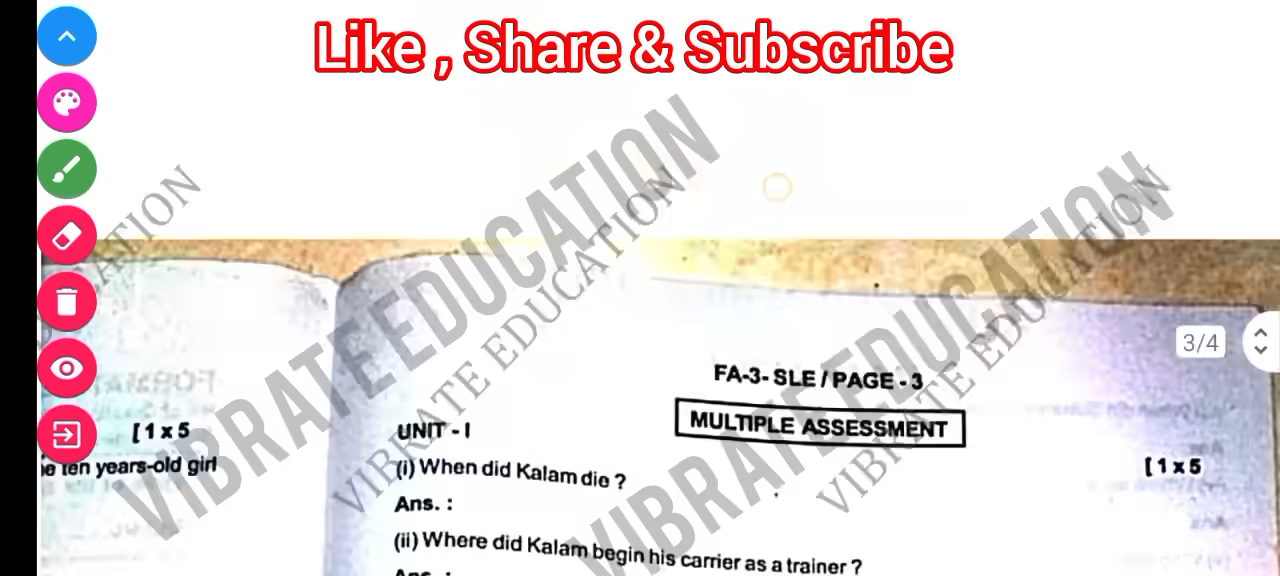 Like , Share & Subscribe
VIBRATE EDUCATION
VIBRATE EDUCATION
VIBRATE EDUCATION
VIBRATE EDUCATION
ATION
3/4
FA-3- SLE / PAGE - 3
MULTIPLE ASSESSMENT
[ 1 x 5
ten years-old girl
UNIT - I
[ 1 x 5
(i) When did Kalam die ?
Ans. :
(ii) Where did Kalam begin his carrier as a trainer ?
Ans. :